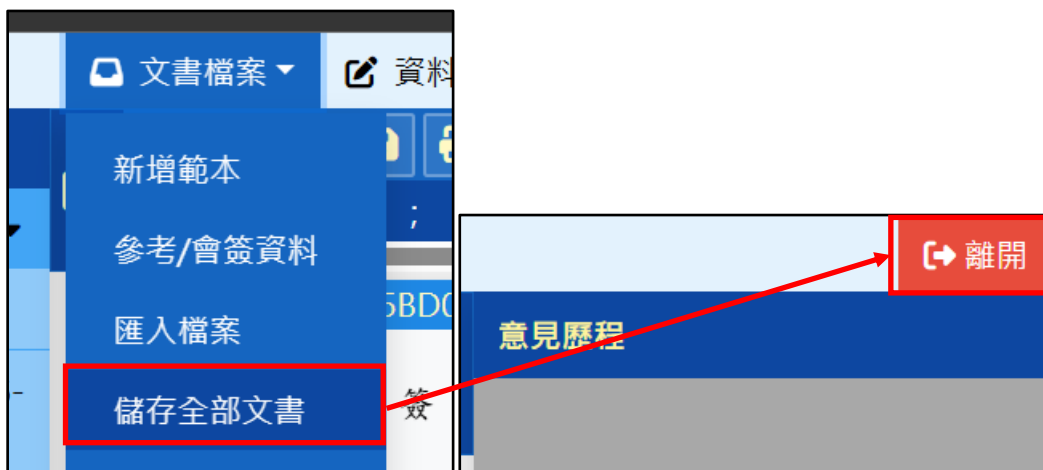 文書檔案
資料
新增範本
;
參考/會簽資料
匯入檔案
儲存全部文書
簽
離開
意見歷程